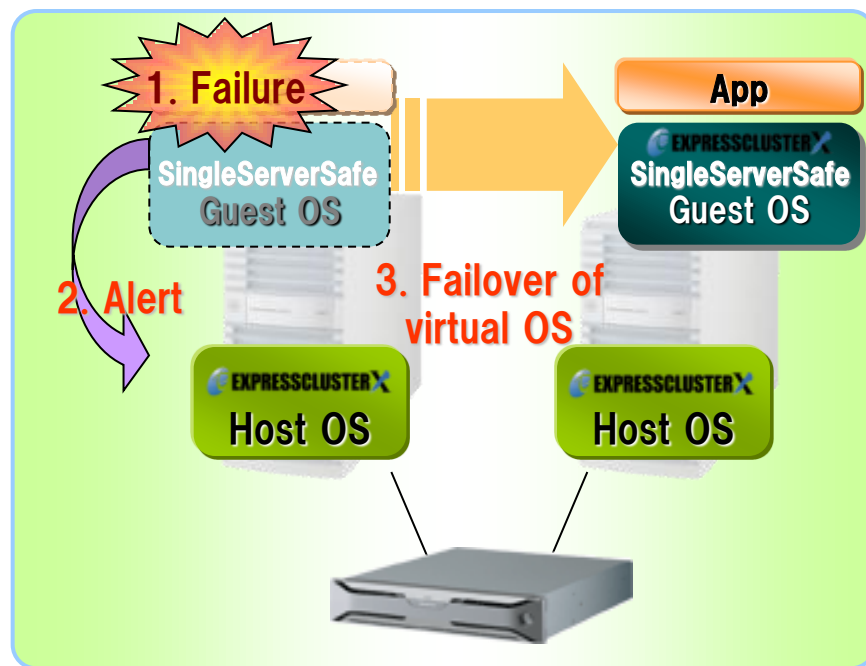 1. Failure
App
SingleServerSafe
Guest OS
EXPRESSCLUSTER X
SingleServerSafe
Guest OS
2. Alert
3. Failover of
virtual OS
EXPRESSCLUSTER X
Host OS
EXPRESSCLUSTER X
Host OS